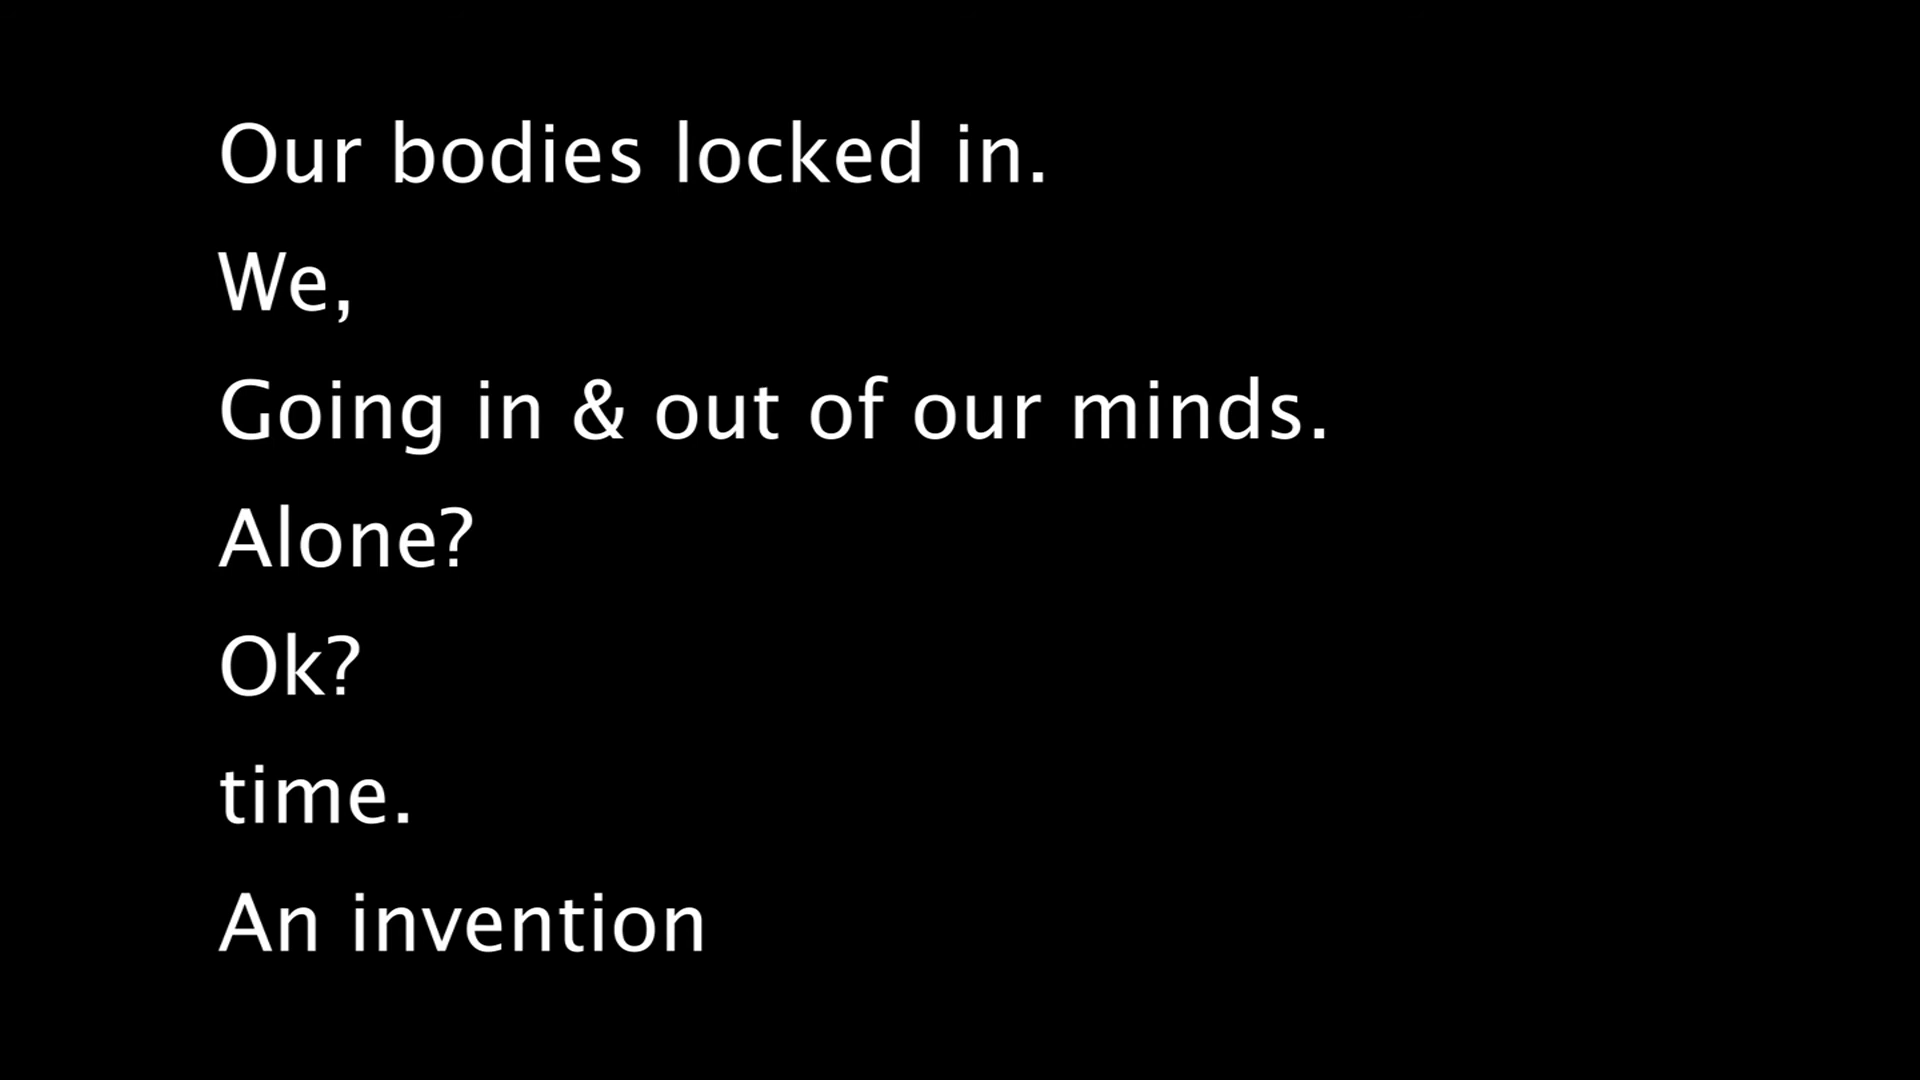 Our bodies locked in.
We,
Going in & out of our minds.
Alone?
Ok?
time.
An invention